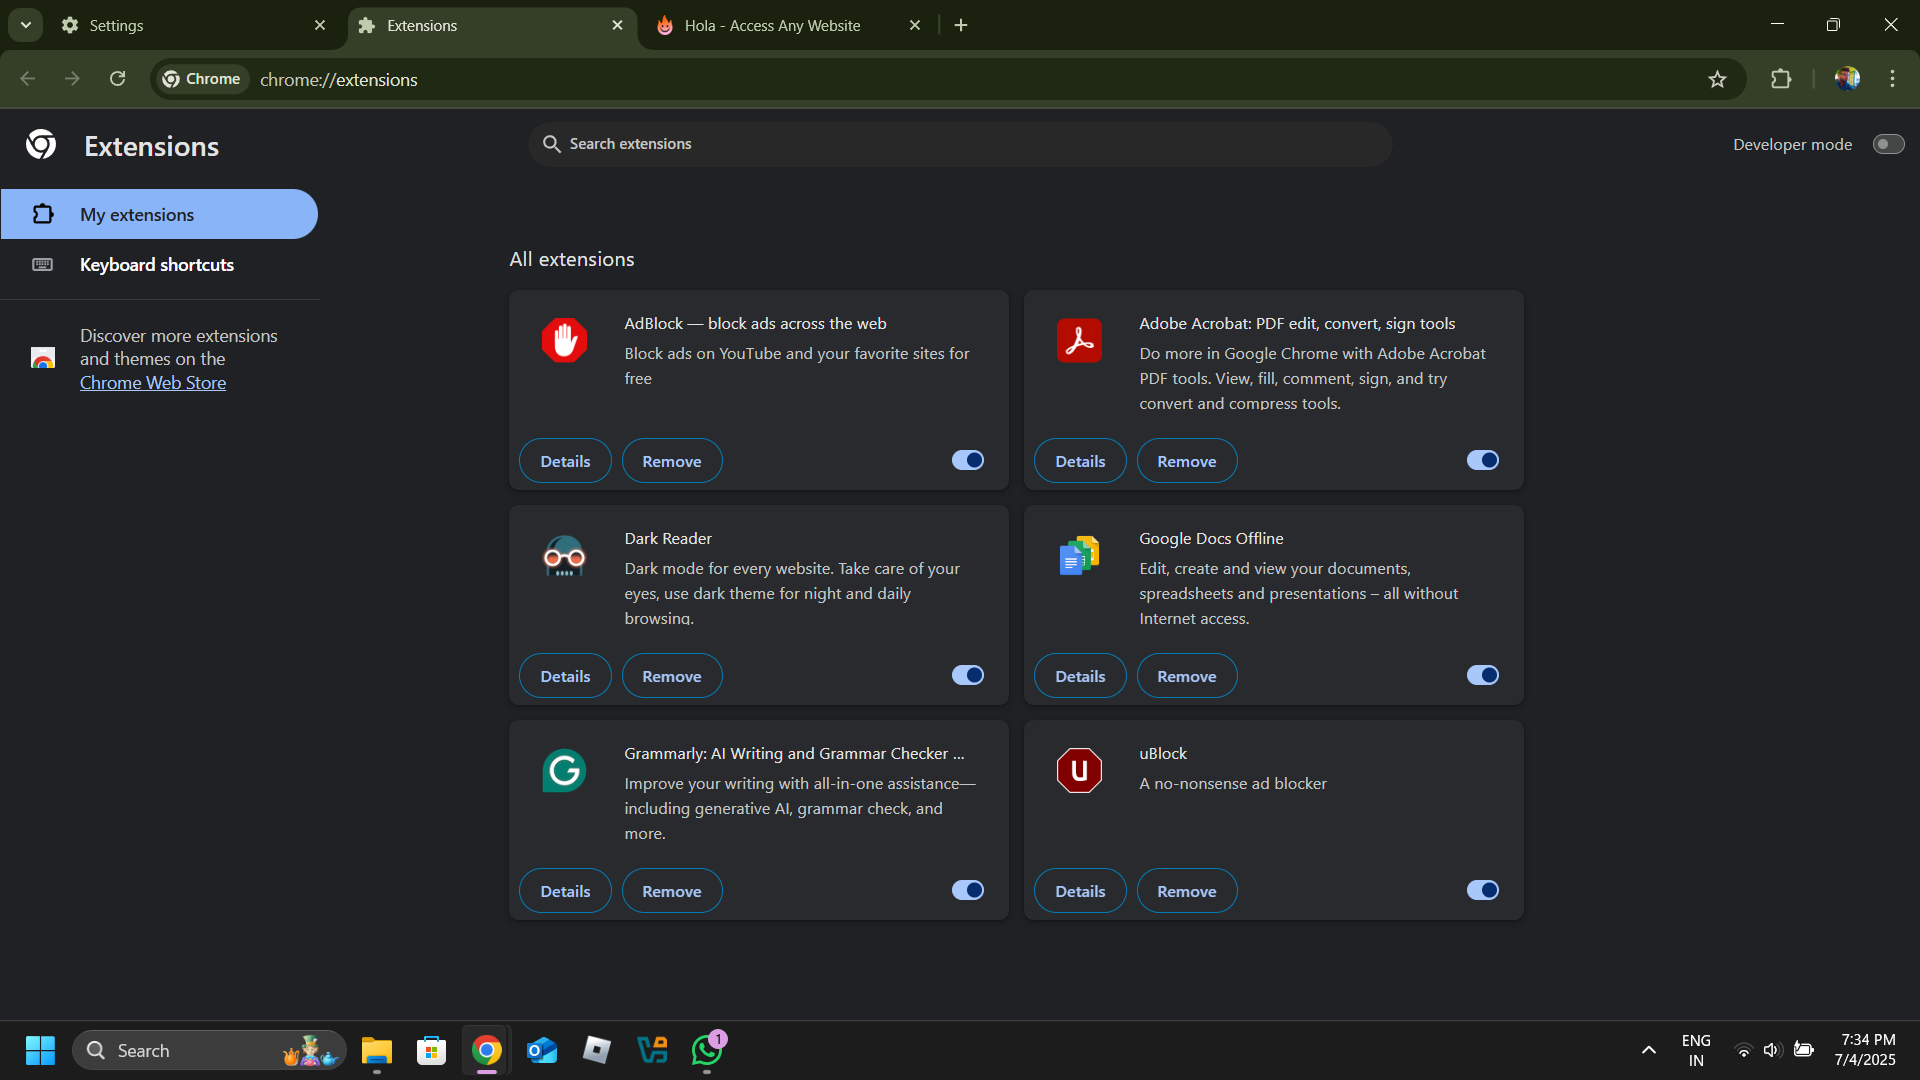 Settings
Extensions
Hola - Access Any Website
Chrome
chrome://extensions
Extensions
Search extensions
Developer mode
My extensions
Keyboard shortcuts
Discover more extensions
and themes on the
Chrome Web Store
All extensions
AdBlock — block ads across the web
Block ads on YouTube and your favorite sites for
free
Details
Remove
Adobe Acrobat: PDF edit, convert, sign tools
Do more in Google Chrome with Adobe Acrobat
PDF tools. View, fill, comment, sign, and try
convert and compress tools.
Details
Remove
Dark Reader
Dark mode for every website. Take care of your
eyes, use dark theme for night and daily
browsing.
Details
Remove
Google Docs Offline
Edit, create and view your documents,
spreadsheets and presentations – all without
Internet access.
Details
Remove
Grammarly: AI Writing and Grammar Checker ...
Improve your writing with all-in-one assistance—
including generative AI, grammar check, and
more.
Details
Remove
uBlock
A no-nonsense ad blocker
Details
Remove
Search
1
ENG
IN
7:34 PM
7/4/2025